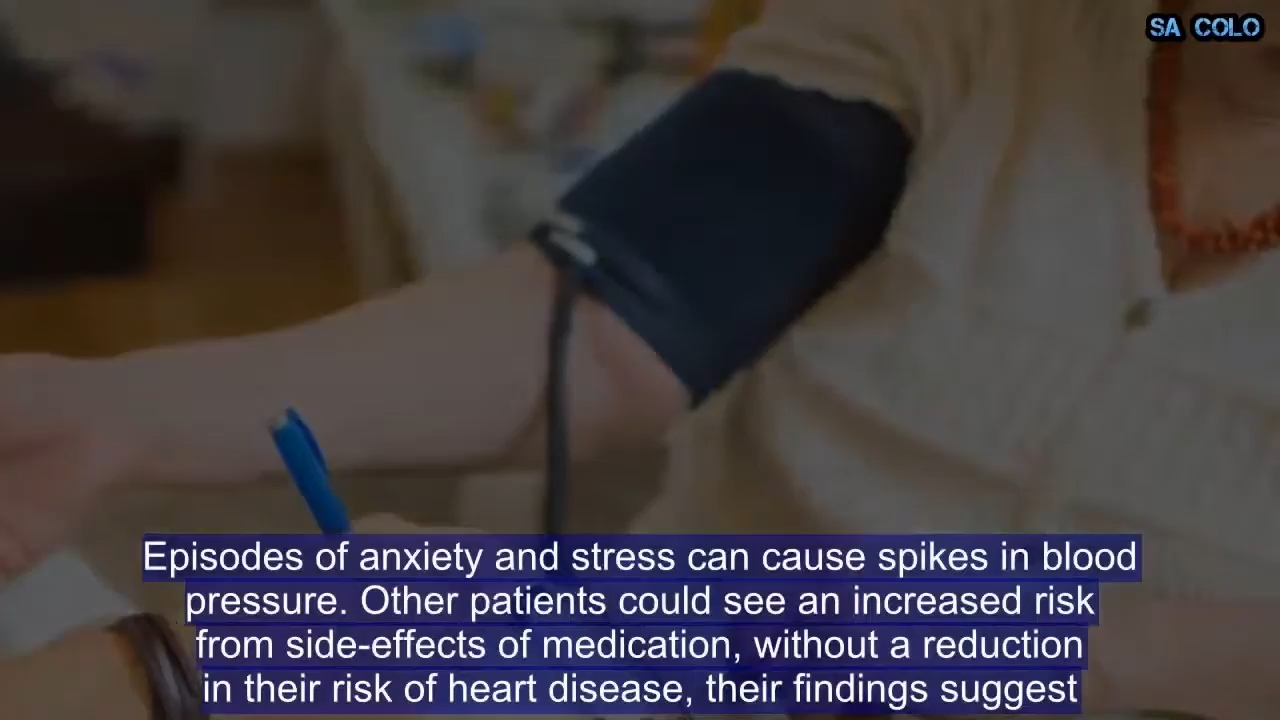 SA COLO
Episodes of anxiety and stress can cause spikes in blood
pressure. Other patients could see an increased risk
from side-effects of medication, without a reduction
in their risk of heart disease, their findings suggest